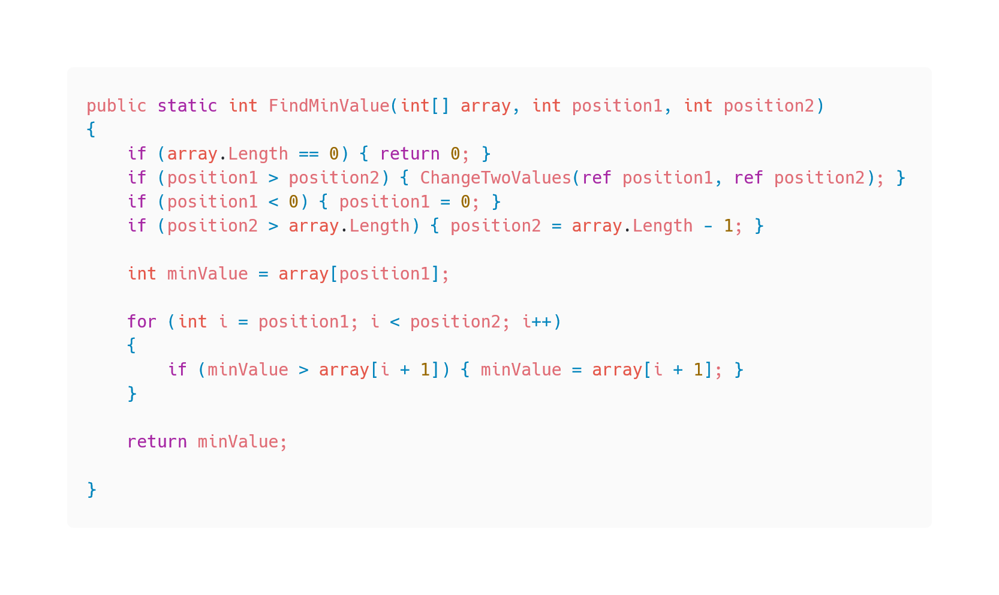 public static int FindMinValue(int[] array, int position1, int position2)
{
    if (array.Length == 0) { return 0; }
    if (position1 > position2) { ChangeTwoValues(ref position1, ref position2); }
    if (position1 < 0) { position1 = 0; }
    if (position2 > array.Length) { position2 = array.Length - 1; }

    int minValue = array[position1];

    for (int i = position1; i < position2; i++)
    {
        if (minValue > array[i + 1]) { minValue = array[i + 1]; }
    }

    return minValue;

}